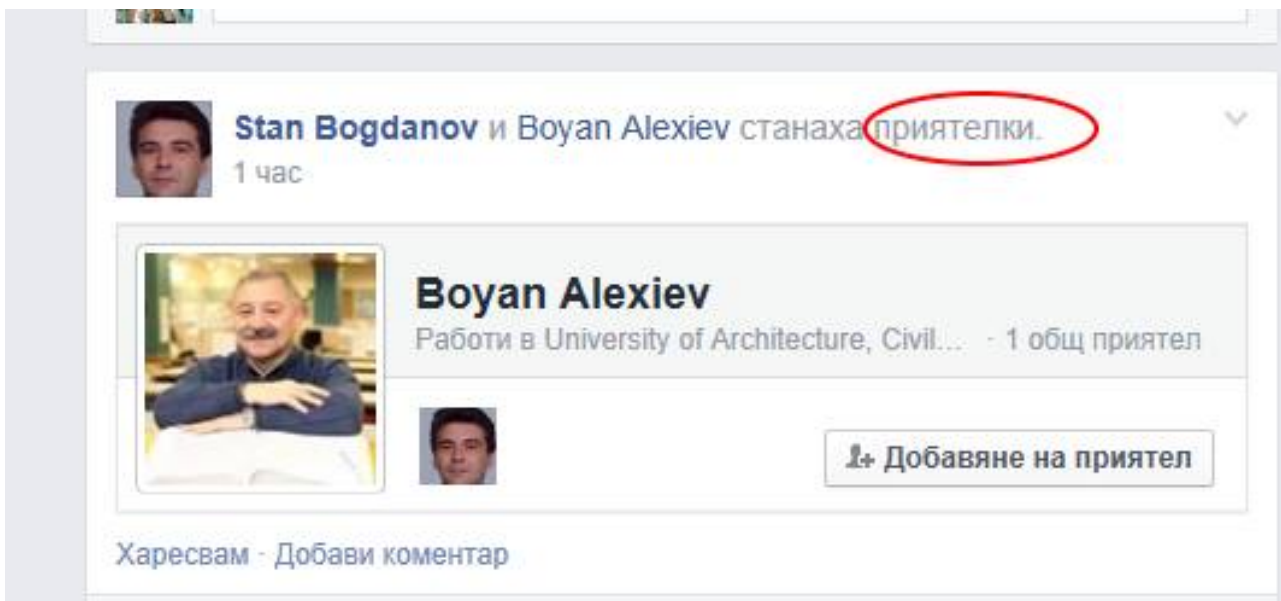 Stan Bogdanov и Boyan Alexiev станаха приятелки.
1 час
Boyan Alexiev
Работи в University of Architecture, Civil... · 1 общ приятел
Добавяне на приятел
Харесвам · Добави коментар